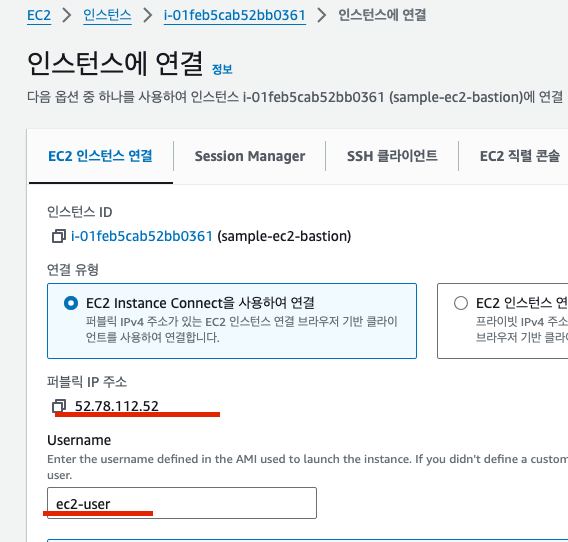 EC2 > 인스턴스 > i-01feb5cab52bb0361 > 인스턴스에 연결
인스턴스에 연결 정보
다음 옵션 중 하나를 사용하여 인스턴스 i-01feb5cab52bb0361 (sample-ec2-bastion)에 연결
EC2 인스턴스 연결 Session Manager SSH 클라이언트 EC2 직렬 콘솔
인스턴스 ID
i-01feb5cab52bb0361 (sample-ec2-bastion)
연결 유형
EC2 Instance Connect을 사용하여 연결
퍼블릭 IPv4 주소가 있는 EC2 인스턴스 연결 브라우저 기반 클라이
언트를 사용하여 연결합니다.
EC2 인스턴스 연
프라이빗 IPv4 주소
브라우저 기반 클
퍼블릭 IP 주소
52.78.112.52
Username
Enter the username defined in the AMI used to launch the instance. If you didn't define a custom
user.
ec2-user